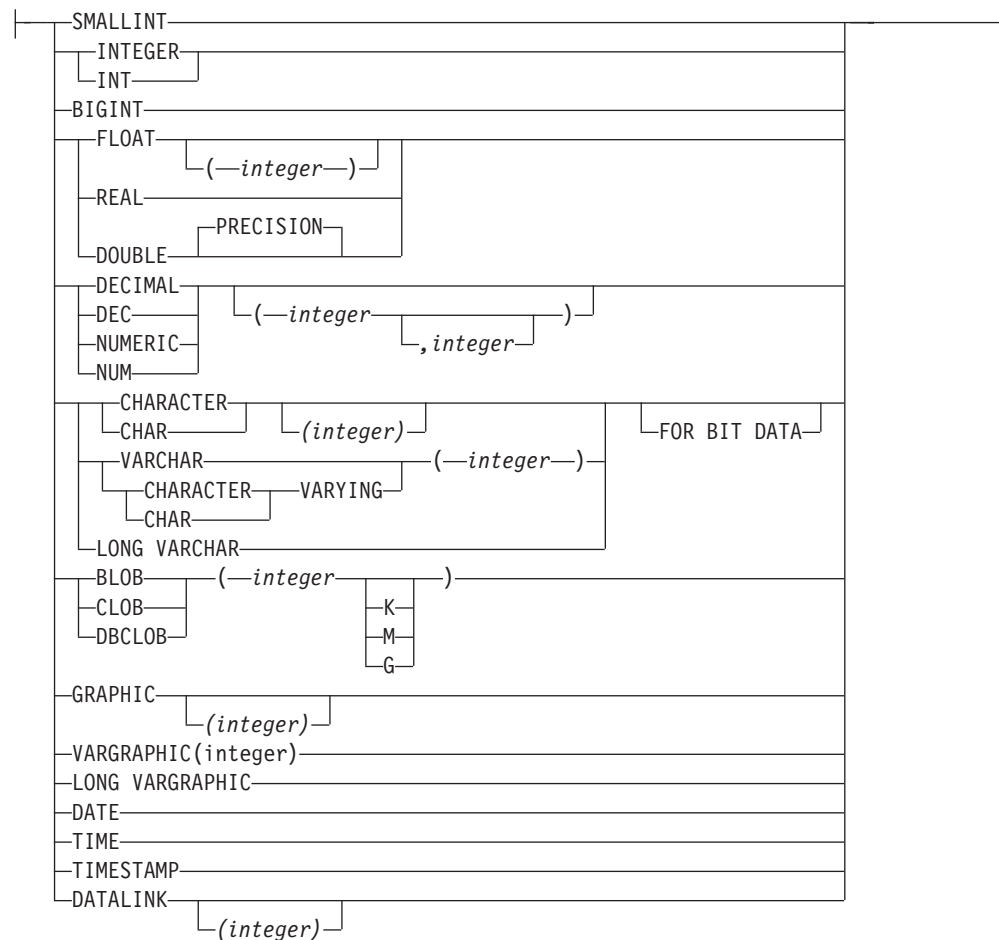 SMALLINT
INTEGER
INT
BIGINT
FLOAT
(integer)
REAL
PRECISION
DOUBLE
DECIMAL
DEC
(integer )
NUMERIC
,integer
NUM
CHARACTER
CHAR
(integer)
FOR BIT DATA
VARCHAR
(integer)
CHARACTER VARYING
CHAR
LONG VARCHAR
BLOB (integer )
CLOB K
DBCLOB M
G
GRAPHIC
(integer)
VARGRAPHIC(integer)
LONG VARGRAPHIC
DATE
TIME
TIMESTAMP
DATALINK
(integer)